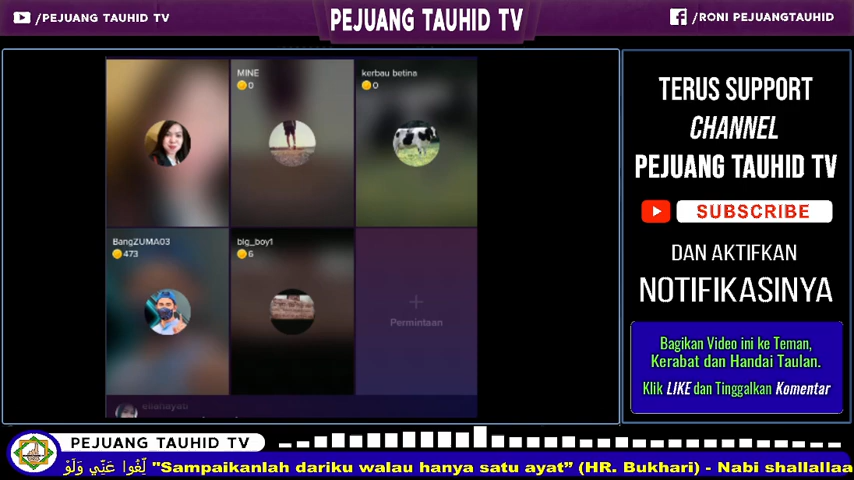 /PEJUANG TAUHID TV
PEJUANG TAUHID TV
/RONI PEJUANGTAUHID
MINE
0
kerbau betina
0
BangZUMA03
473
big_boy1
6
+
Permintaan
eliahayati
TERUS SUPPORT
CHANNEL
PEJUANG TAUHID TV
SUBSCRIBE
DAN AKTIFKAN
NOTIFIKASINYA
Bagikan Video ini ke Teman,
Kerabat dan Handai Taulan.
Klik LIKE dan Tinggalkan Komentar
PEJUANG TAUHID TV
لِّغُوا عَنِّي وَلَوْ "Sampaikanlah dariku walau hanya satu ayat” (HR. Bukhari) - Nabi shallallaa